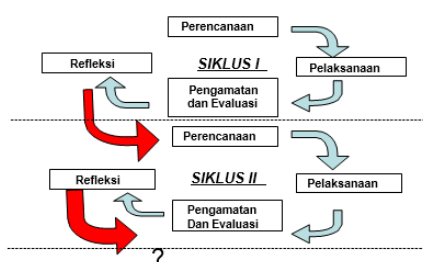 Perencanaan
Refleksi
SIKLUS I
Pelaksanaan
Pengamatan
dan Evaluasi
Perencanaan
Refleksi
SIKLUS II
Pelaksanaan
Pengamatan
Dan Evaluasi
?